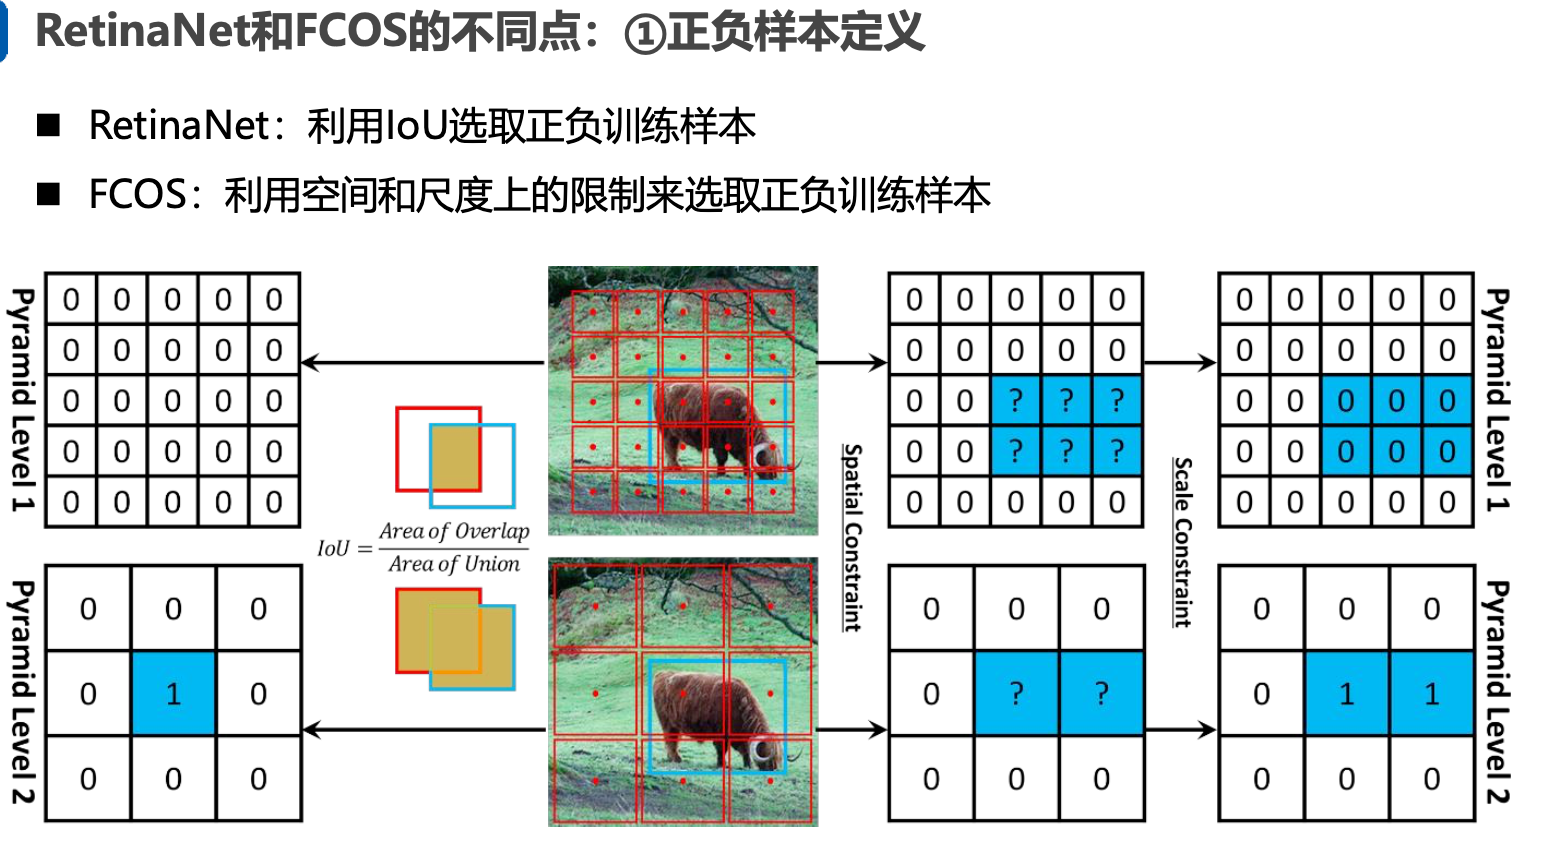 RetinaNet和FCOS的不同点：①正负样本定义
■ RetinaNet：利用IoU选取正负训练样本
■ FCOS：利用空间和尺度上的限制来选取正负训练样本
Pyramid Level 1
0 0 0 0 0
0 0 0 0 0
0 0 0 0 0
0 0 0 0 0
0 0 0 0 0
IoU = Area of Overlap
Area of Union
Spatial Constraint
0 0 0 0 0
0 0 0 0 0
0 0 ? ? ?
0 0 ? ? ?
0 0 0 0 0
Scale Constraint
0 0 0 0 0
0 0 0 0 0
0 0 0 0 0
0 0 0 0 0
0 0 0 0 0
Pyramid Level 1
Pyramid Level 2
0 0 0
0 1 0
0 0 0
0 0 0
0 ? ?
0 0 0
0 0 0
0 1 1
0 0 0
Pyramid Level 2